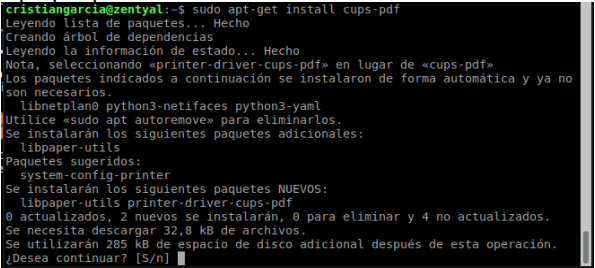 cristiangarcia@zentyal:~$ sudo apt-get install cups-pdf
Leyendo lista de paquetes... Hecho
Creando árbol de dependencias
Leyendo la información de estado... Hecho
Nota, seleccionando «printer-driver-cups-pdf» en lugar de «cups-pdf»
Los paquetes indicados a continuación se instalaron de forma automática y ya no
son necesarios.
  libnetplan0 python3-netifaces python3-yaml
Utilice «sudo apt autoremove» para eliminarlos.
Se instalarán los siguientes paquetes adicionales:
  libpaper-utils
Paquetes sugeridos:
  system-config-printer
Se instalarán los siguientes paquetes NUEVOS:
  libpaper-utils printer-driver-cups-pdf
0 actualizados, 2 nuevos se instalarán, 0 para eliminar y 4 no actualizados.
Se necesita descargar 32,8 kB de archivos.
Se utilizarán 285 kB de espacio de disco adicional después de esta operación.
¿Desea continuar? [S/n]